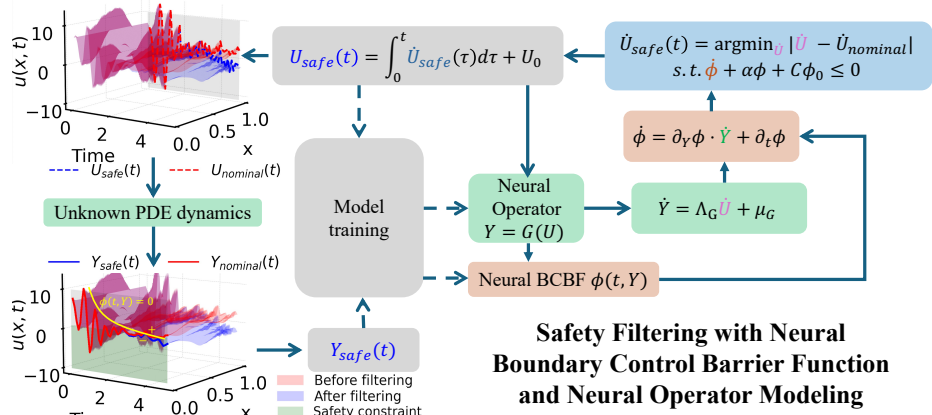 10
0
−10
u(x, t)
0
2
4
Time
0.0
0.5
1.0
x
U_safe(t)
U_nominal(t)
Unknown PDE dynamics
Y_safe(t)
Y_nominal(t)
10
0
−10
u(x, t)
ϕ(t,Y) = 0
0
2
4
0.0
0.5
1.0
x
Before filtering
After filtering
Safety constraint
U_safe(t) = ∫_0^t U̇_safe(τ)dτ + U_0
Model
training
Y_safe(t)
Neural
Operator
Y = G(U)
Neural BCBF ϕ(t, Y)
Ẏ = Λ_G U̇ + μ_G
ϕ̇ = ∂_Y ϕ · Ẏ + ∂_t ϕ
U̇_safe(t) = argmin_U̇ |U̇ − U̇_nominal|
s.t. ϕ̇ + αϕ + Cϕ_0 ≤ 0
Safety Filtering with Neural
Boundary Control Barrier Function
and Neural Operator Modeling